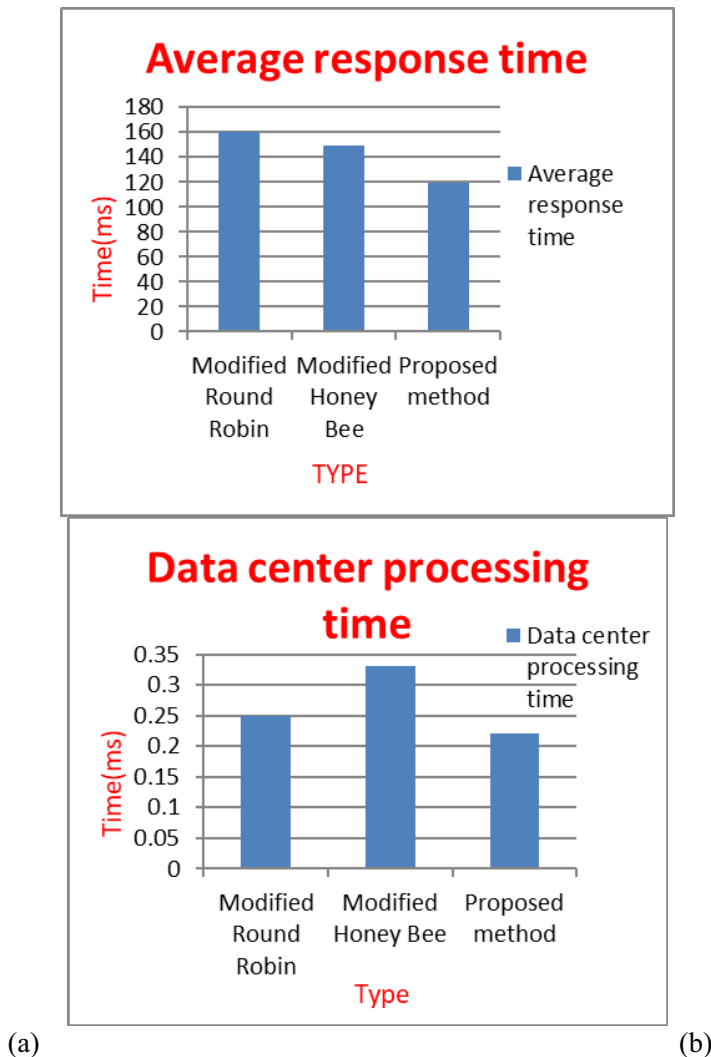 Average response time
180
160
140
120
100
80
60
40
20
0
Time(ms)
Modified
Round
Robin
Modified
Honey
Bee
Proposed
method
TYPE
Average
response
time
Data center processing
time
0.35
0.3
0.25
0.2
0.15
0.1
0.05
0
Time(ms)
Modified
Round
Robin
Modified
Honey Bee
Proposed
method
Type
Data center
processing
time
(a)
(b)